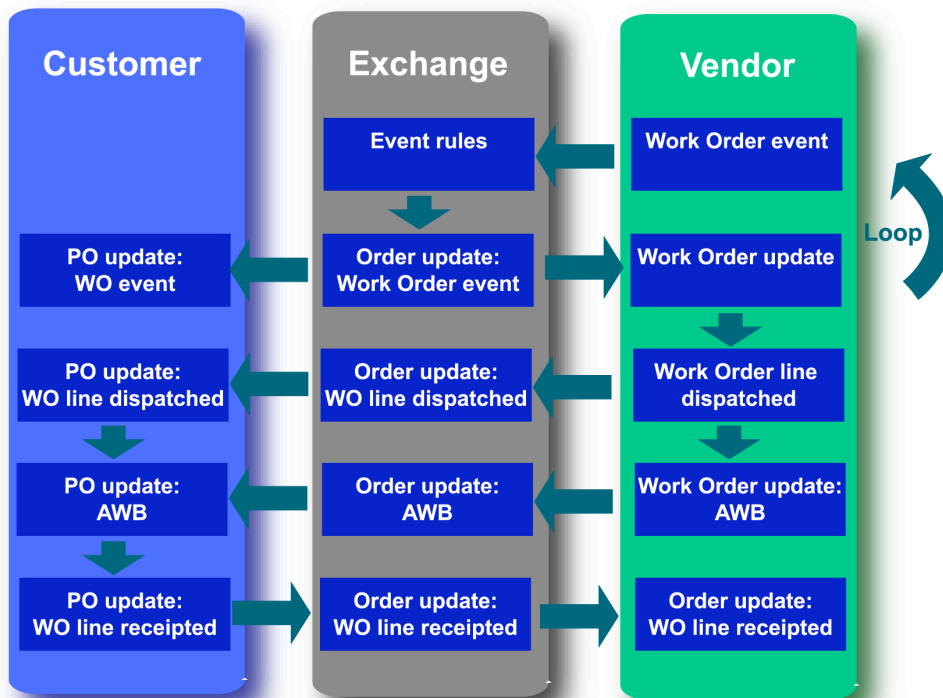 Customer
Exchange
Vendor
Event rules
Work Order event
Loop
PO update:
WO event
Order update:
Work Order event
Work Order update
PO update:
WO line dispatched
Order update:
WO line dispatched
Work Order line
dispatched
PO update:
AWB
Order update:
AWB
Work Order update:
AWB
PO update:
WO line receipted
Order update:
WO line receipted
Order update:
WO line receipted